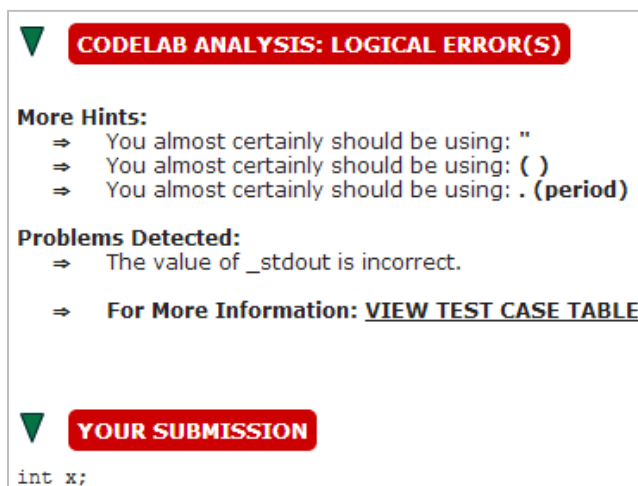 CODELAB ANALYSIS: LOGICAL ERROR(S)
More Hints:
⇒ You almost certainly should be using: "
⇒ You almost certainly should be using: ( )
⇒ You almost certainly should be using: . (period)
Problems Detected:
⇒ The value of _stdout is incorrect.
⇒ For More Information: VIEW TEST CASE TABLE
YOUR SUBMISSION
int x;